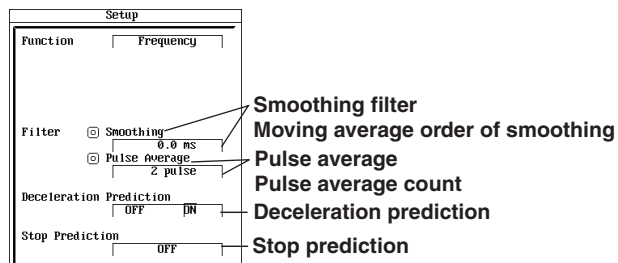 Setup
Function Frequency
Smoothing filter
Filter Smoothing Moving average order of smoothing
0.0 ms
Pulse Average Pulse average
2 pulse
Pulse average count
Deceleration Prediction
OFF ON Deceleration prediction
Stop Prediction
OFF Stop prediction